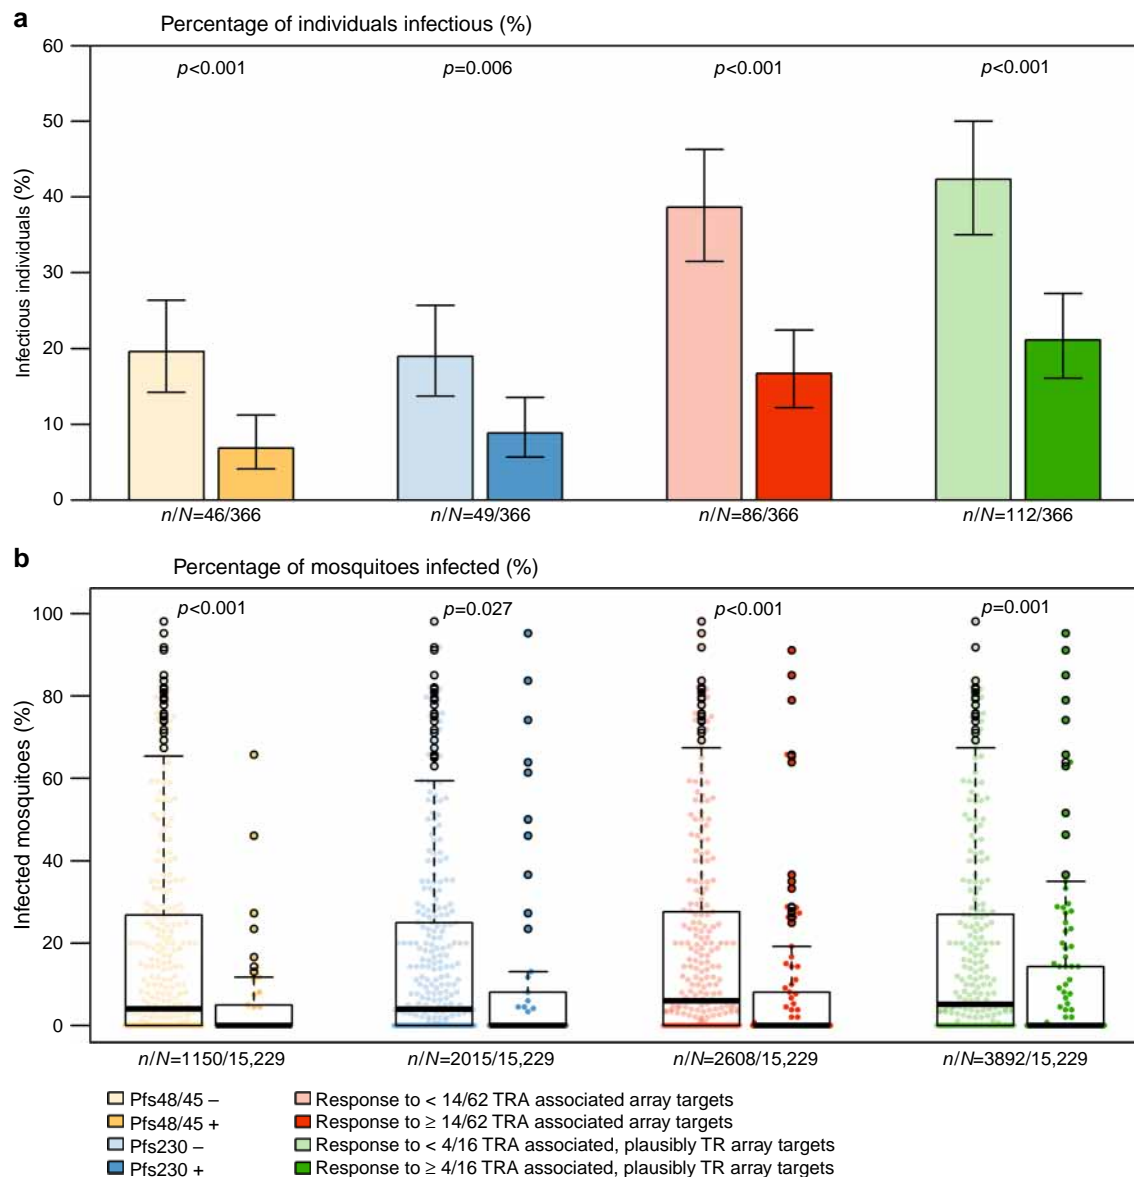 a
Percentage of individuals infectious (%)
60
50
40
30
20
10
0
Infectious individuals (%)
p<0.001
p=0.006
p<0.001
p<0.001
n/N=46/366
n/N=49/366
n/N=86/366
n/N=112/366
b
Percentage of mosquitoes infected (%)
100
80
60
40
20
0
Infected mosquitoes (%)
p<0.001
p=0.027
p<0.001
p=0.001
n/N=1150/15,229
n/N=2015/15,229
n/N=2608/15,229
n/N=3892/15,229
Pfs48/45 –
Pfs48/45 +
Pfs230 –
Pfs230 +
Response to < 14/62 TRA associated array targets
Response to ≥ 14/62 TRA associated array targets
Response to < 4/16 TRA associated, plausibly TR array targets
Response to ≥ 4/16 TRA associated, plausibly TR array targets